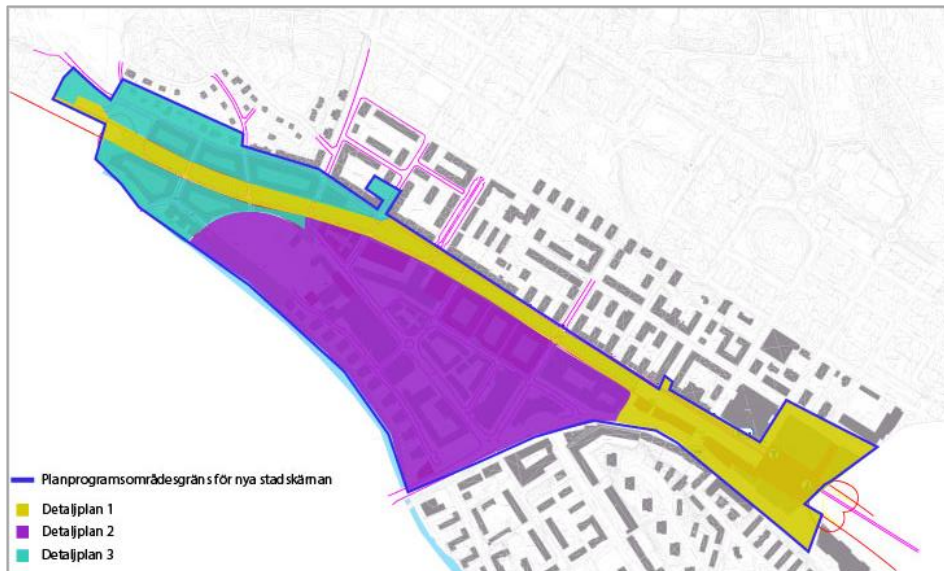 Planprogramsområdesgräns för nya stadskärnan
Detaljplan 1
Detaljplan 2
Detaljplan 3